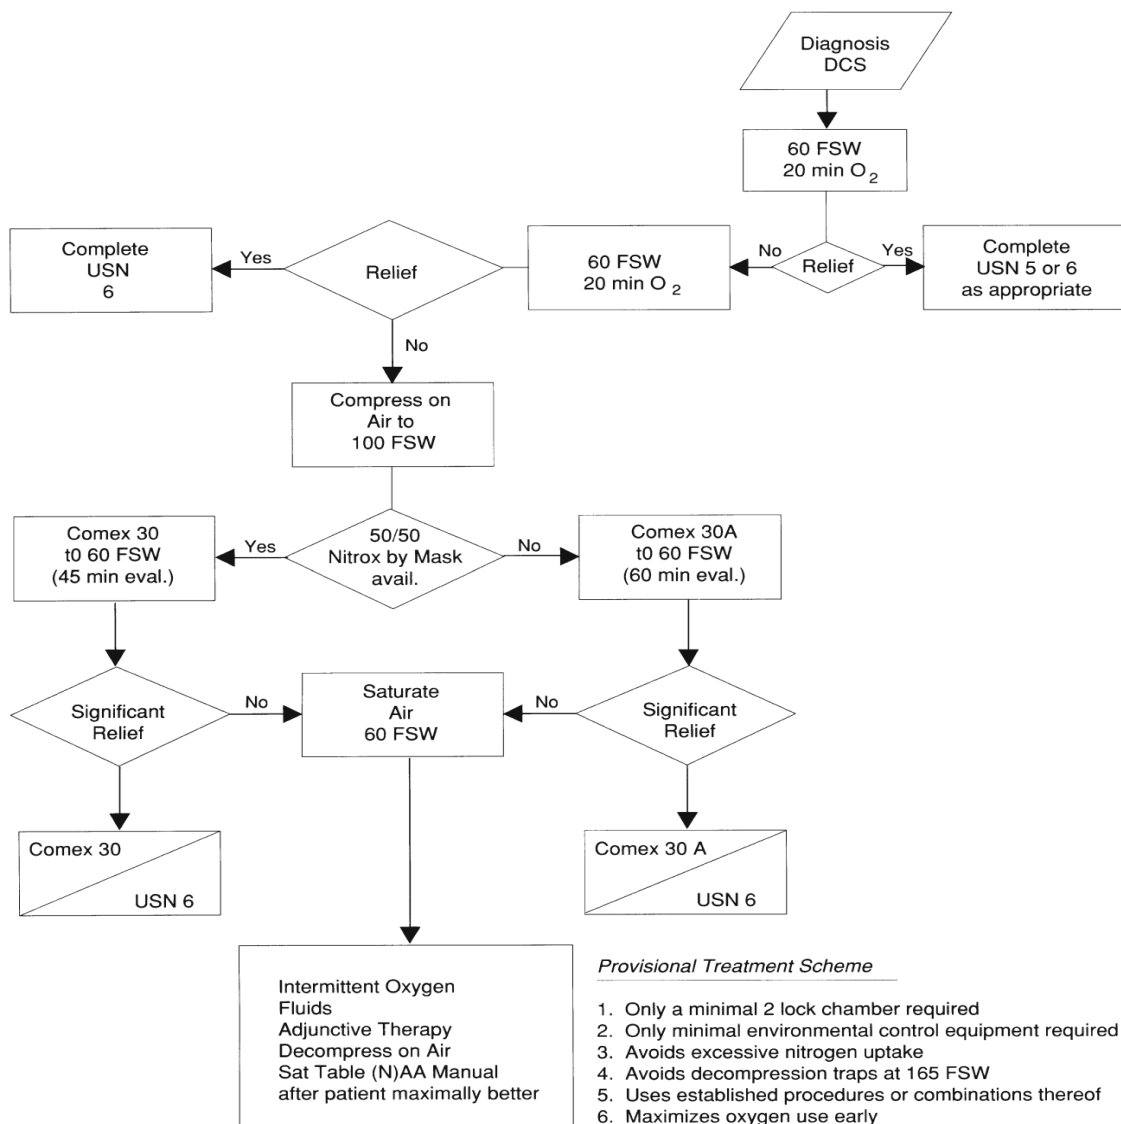 Diagnosis
DCS
60 FSW
20 min O2
Relief
Yes
Complete
USN 5 or 6
as appropriate
No
60 FSW
20 min O2
Relief
Yes
Complete
USN
6
No
Compress on
Air to
100 FSW
50/50
Nitrox by Mask
avail.
Yes
Comex 30
t0 60 FSW
(45 min eval.)
No
Comex 30A
t0 60 FSW
(60 min eval.)
Significant
Relief
No
Saturate
Air
60 FSW
No
Significant
Relief
Comex 30
USN 6
Comex 30 A
USN 6
Intermittent Oxygen
Fluids
Adjunctive Therapy
Decompress on Air
Sat Table (N)AA Manual
after patient maximally better
Provisional Treatment Scheme
1. Only a minimal 2 lock chamber required
2. Only minimal environmental control equipment required
3. Avoids excessive nitrogen uptake
4. Avoids decompression traps at 165 FSW
5. Uses established procedures or combinations thereof
6. Maximizes oxygen use early